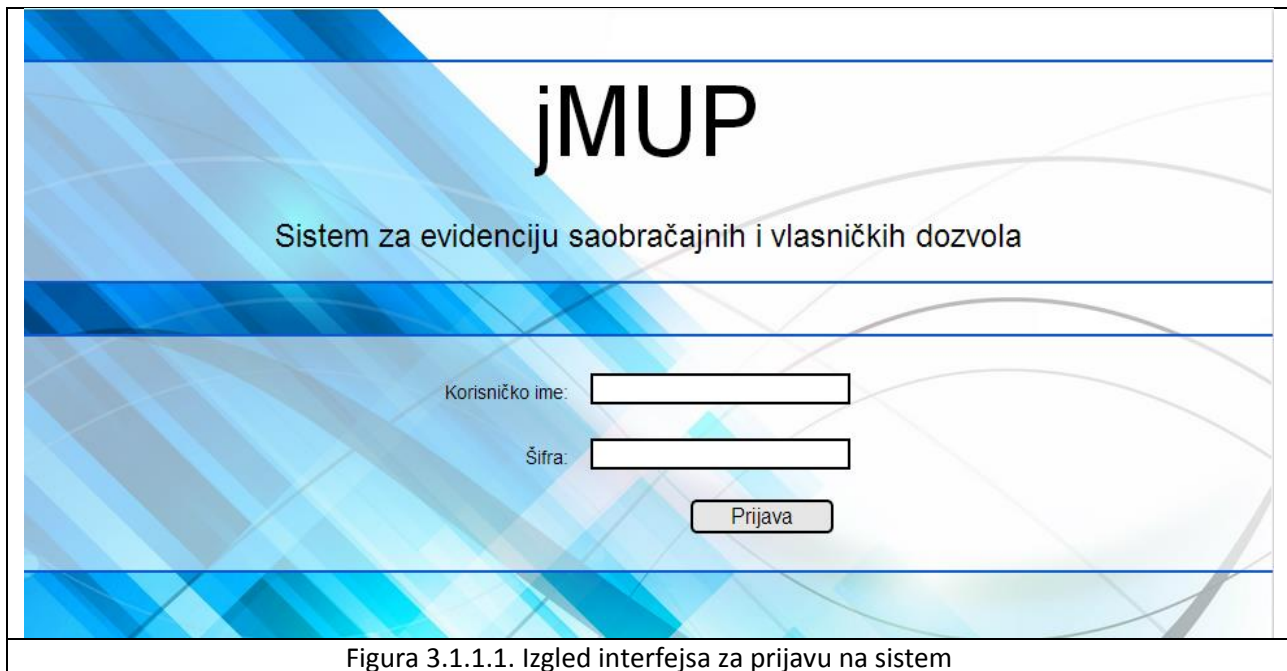 jMUP
Sistem za evidenciju saobračajnih i vlasničkih dozvola
Korisničko ime:
Šifra:
Prijava
Figura 3.1.1.1. Izgled interfejsa za prijavu na sistem